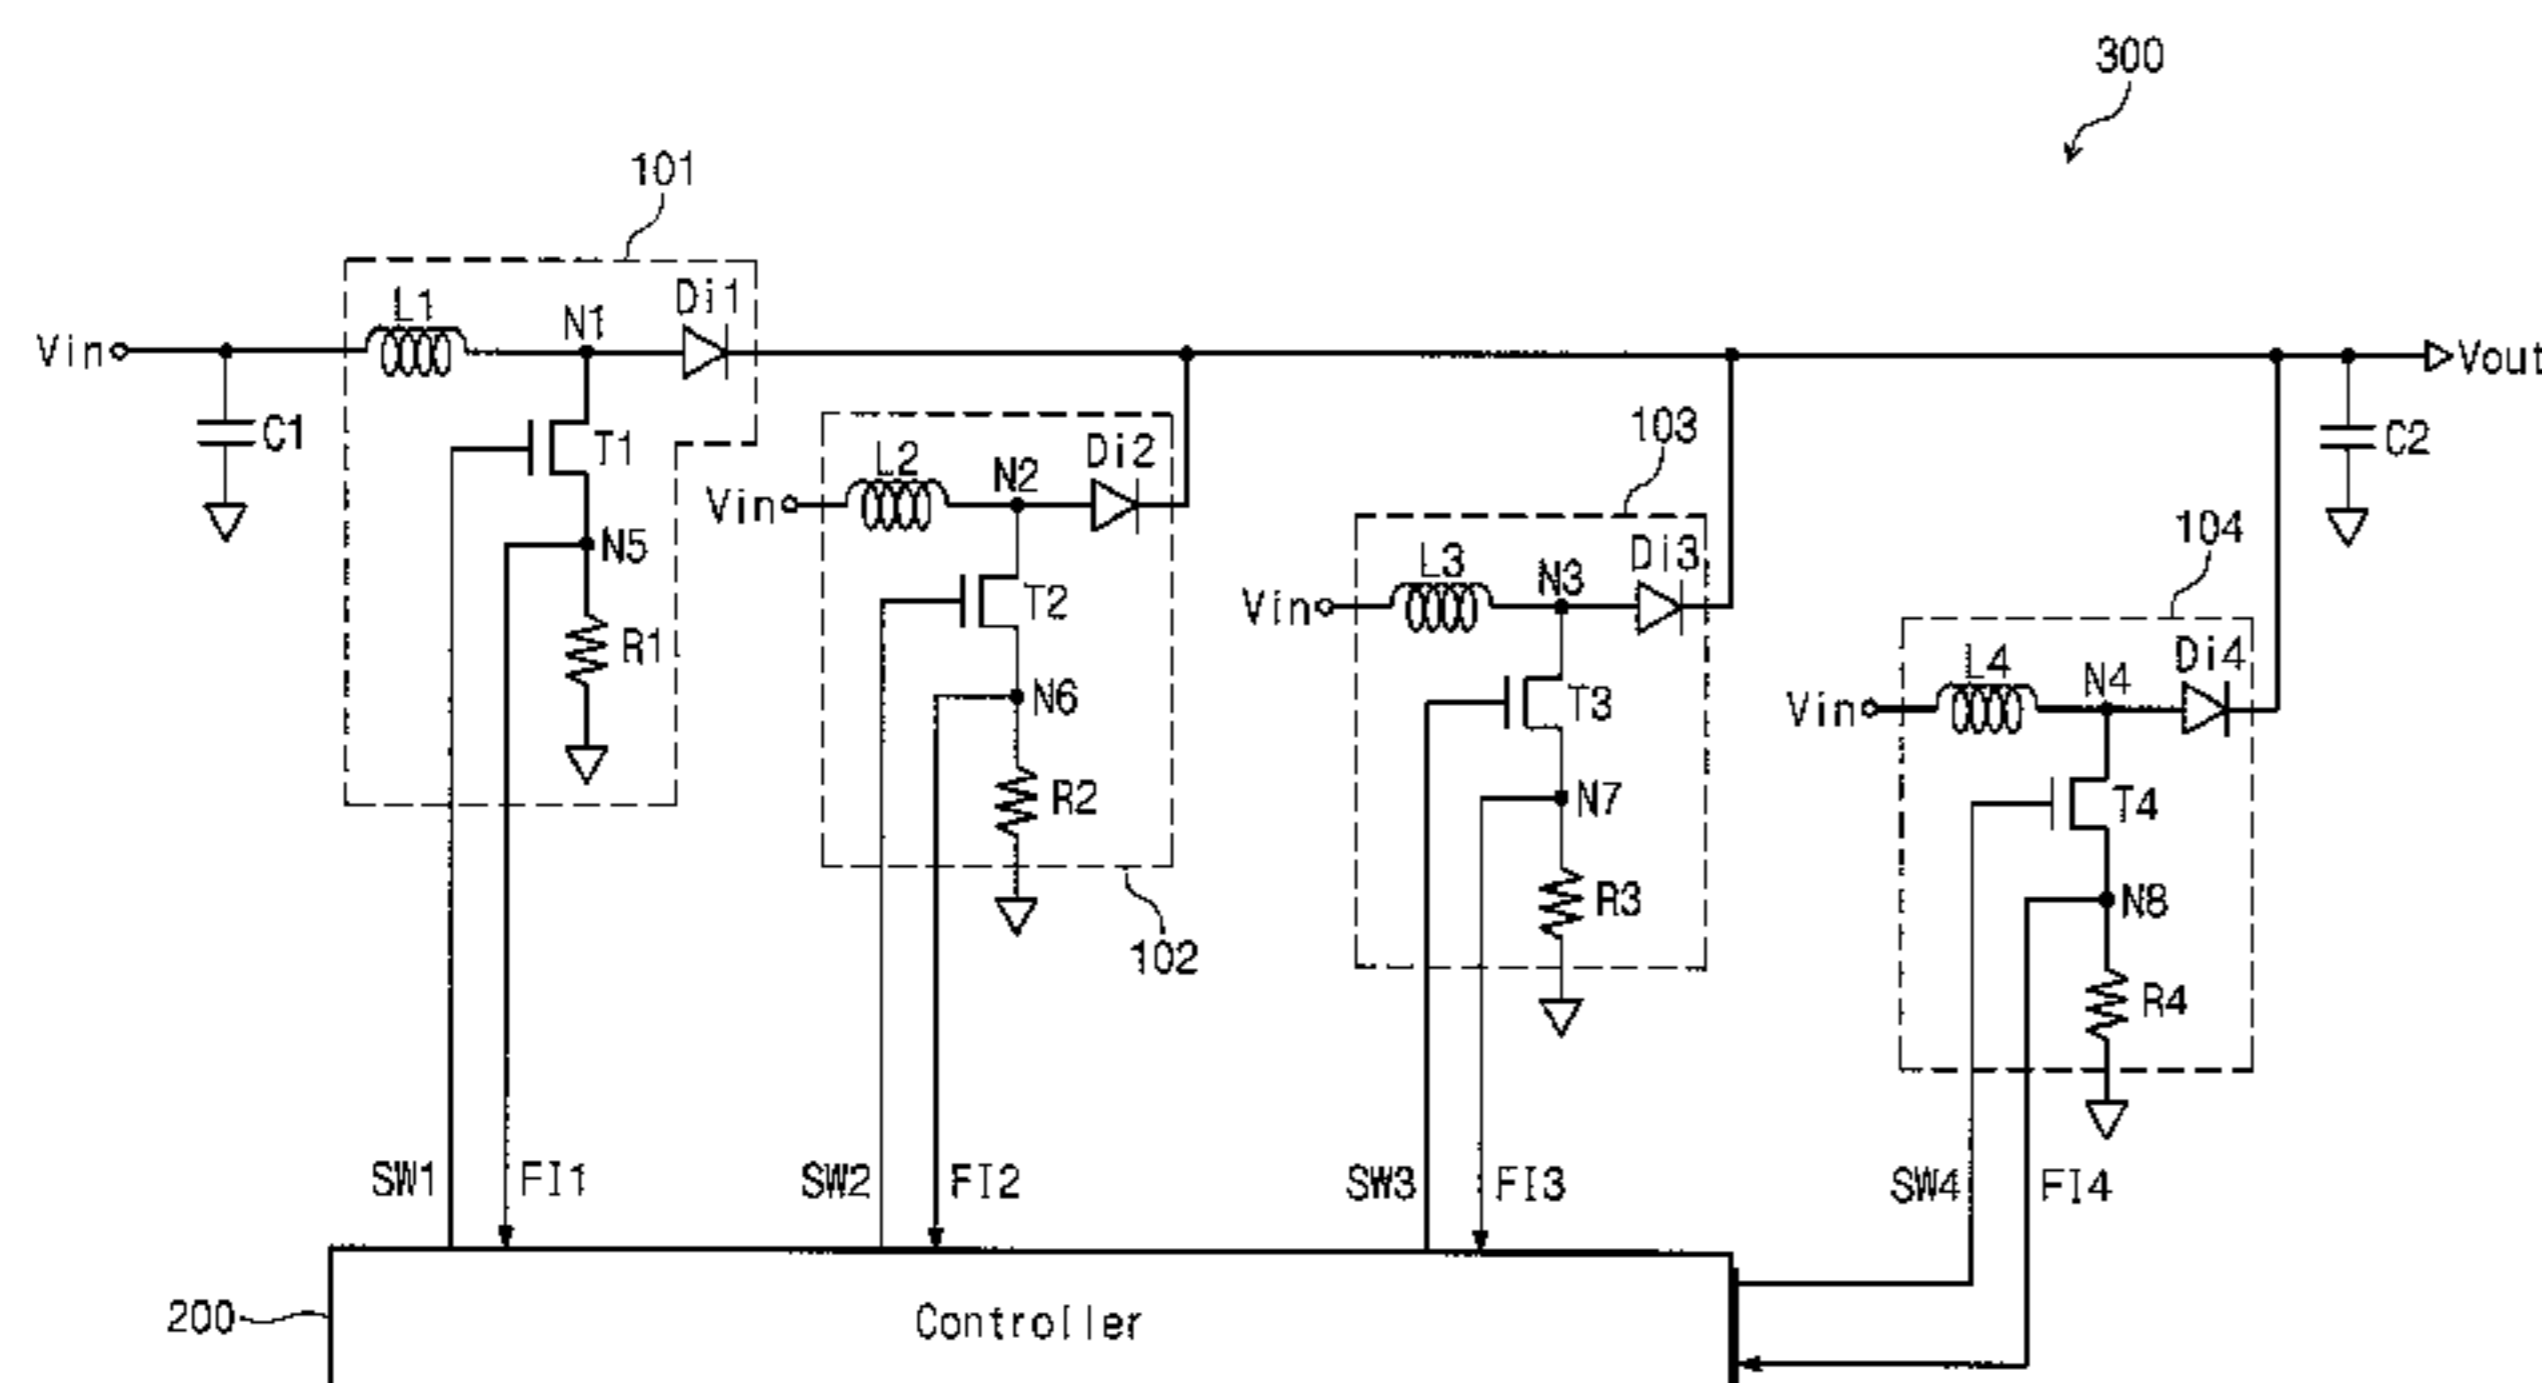 300
101
L1
N1
Di1
Vin
Vout
C1
T1
103
C2
L2
N2
Di2
Vin
N5
104
L3
N3
Di3
T2
Vin
R1
L4
N4
Di4
N6
T3
Vin
R2
N7
T4
R3
N8
102
R4
SW1
FI1
SW2
FI2
SW3
FI3
SW4
FI4
200
Controller